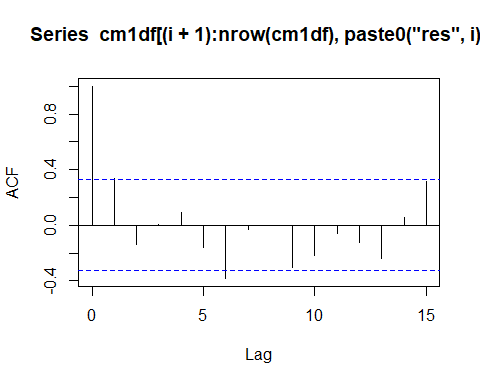 Series  cm1df[(i + 1):nrow(cm1df), paste0("res", i)
ACF
0.8
0.4
0.0
-0.4
0
5
10
15
Lag